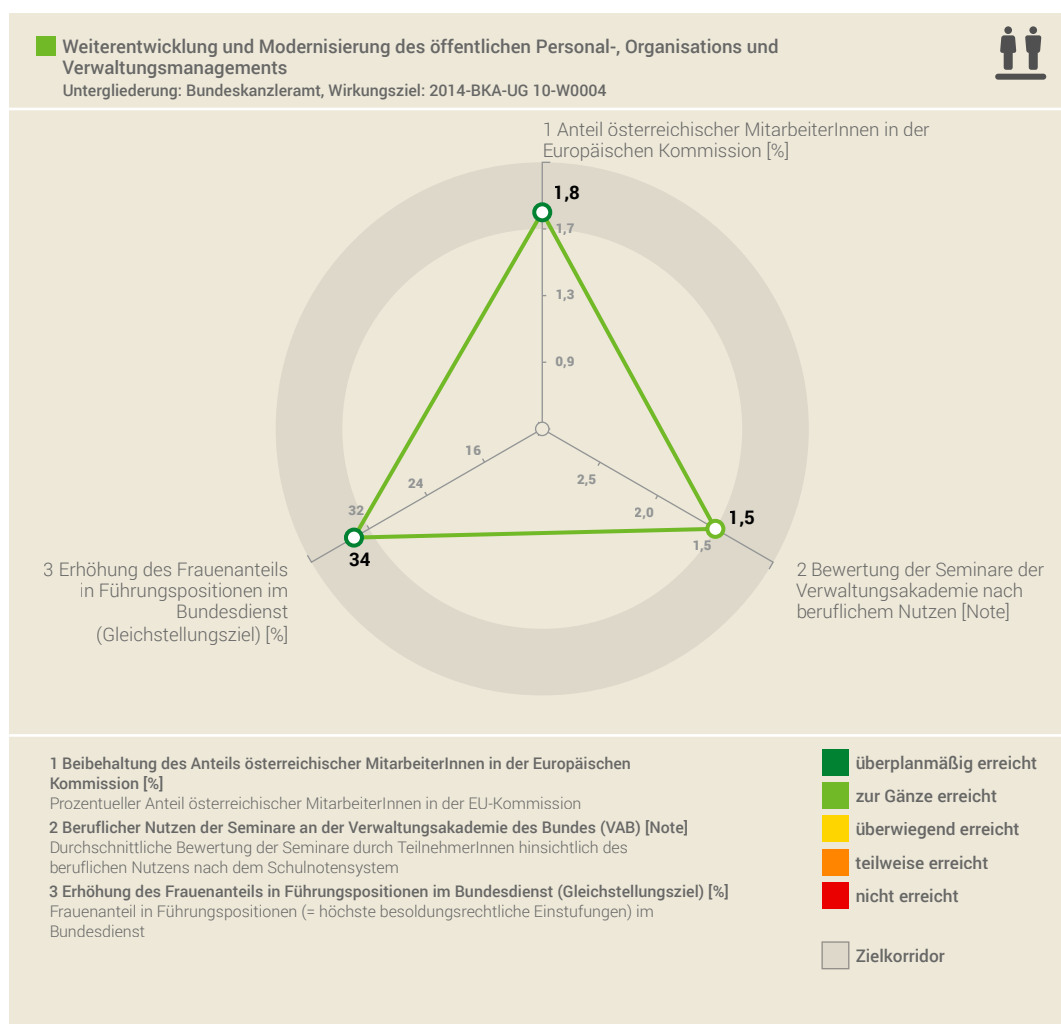 Weiterentwicklung und Modernisierung des öffentlichen Personal-, Organisations und
Verwaltungsmanagements
Untergliederung: Bundeskanzleramt, Wirkungsziel: 2014-BKA-UG 10-W0004
1 Anteil österreichischer MitarbeiterInnen in der
Europäischen Kommission [%]
1,8
1,7
1,3
0,9
16
24
32
34
2,5
2,0
1,5
1,5
3 Erhöhung des Frauenanteils
in Führungspositionen im
Bundesdienst
(Gleichstellungsziel) [%]
2 Bewertung der Seminare der
Verwaltungsakademie nach
beruflichem Nutzen [Note]
1 Beibehaltung des Anteils österreichischer MitarbeiterInnen in der Europäischen
Kommission [%]
Prozentueller Anteil österreichischer MitarbeiterInnen in der EU-Kommission
2 Beruflicher Nutzen der Seminare an der Verwaltungsakademie des Bundes (VAB) [Note]
Durchschnittliche Bewertung der Seminare durch TeilnehmerInnen hinsichtlich des
beruflichen Nutzens nach dem Schulnotensystem
3 Erhöhung des Frauenanteils in Führungspositionen im Bundesdienst (Gleichstellungsziel) [%]
Frauenanteil in Führungspositionen (= höchste besoldungsrechtliche Einstufungen) im
Bundesdienst
überplanmäßig erreicht
zur Gänze erreicht
überwiegend erreicht
teilweise erreicht
nicht erreicht
Zielkorridor